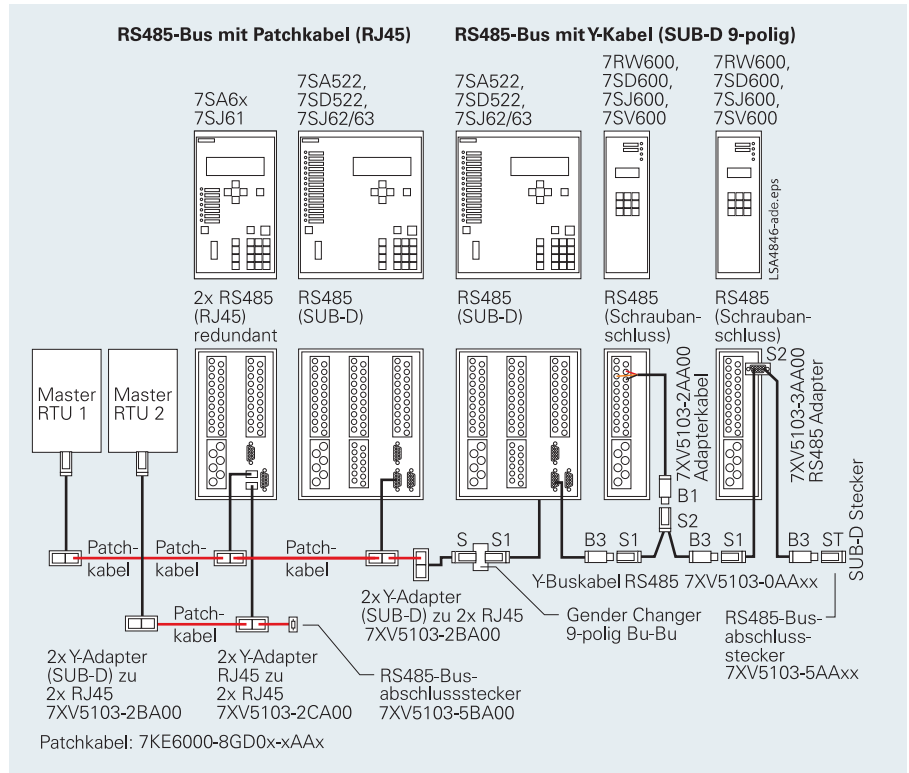 RS485-Bus mit Patchkabel (RJ45)
RS485-Bus mit Y-Kabel (SUB-D 9-polig)
7SA6x
7SJ61
7SA522,
7SD522,
7SJ62/63
7SA522,
7SD522,
7SJ62/63
7RW600,
7SD600,
7SJ600,
7SV600
7RW600,
7SD600,
7SJ600,
7SV600
LSA4846-ade.eps
2x RS485
(RJ45)
redundant
RS485
(SUB-D)
RS485
(SUB-D)
RS485
(Schrauban-
schluss)
RS485
(Schrauban-
schluss)
Master
RTU 1
Master
RTU 2
7XV5103-2AA00
Adapterkabel
S2
7XV5103-3AA00
RS485 Adapter
B1
S2
Patch-
kabel
Patch-
kabel
Patch-
kabel
S
S1
B3
S1
B3
S1
B3
ST
SUB-D Stecker
Y-Buskabel RS485 7XV5103-0AAxx
Patch-
kabel
2x Y-Adapter
(SUB-D) zu 2x RJ45
7XV5103-2BA00
Gender Changer
9-polig Bu-Bu
RS485-Bus-
abschluss-
stecker
7XV5103-5AAxx
2x Y-Adapter
(SUB-D) zu
2x RJ45
7XV5103-2BA00
2x Y-Adapter
RJ45 zu
2x RJ45
7XV5103-2CA00
RS485-Bus-
abschlussstecker
7XV5103-5BA00
Patchkabel: 7KE6000-8GD0x-xAAx